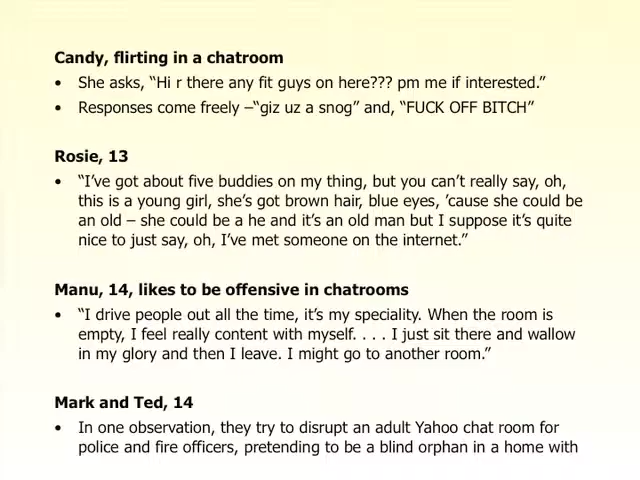 Candy, flirting in a chatroom
• She asks, “Hi r there any fit guys on here??? pm me if interested.”
• Responses come freely –“giz uz a snog” and, “FUCK OFF BITCH”
Rosie, 13
• “I’ve got about five buddies on my thing, but you can’t really say, oh,
this is a young girl, she’s got brown hair, blue eyes, ’cause she could be
an old – she could be a he and it’s an old man but I suppose it’s quite
nice to just say, oh, I’ve met someone on the internet.”
Manu, 14, likes to be offensive in chatrooms
• “I drive people out all the time, it’s my speciality. When the room is
empty, I feel really content with myself. . . . I just sit there and wallow
in my glory and then I leave. I might go to another room.”
Mark and Ted, 14
• In one observation, they try to disrupt an adult Yahoo chat room for
police and fire officers, pretending to be a blind orphan in a home with